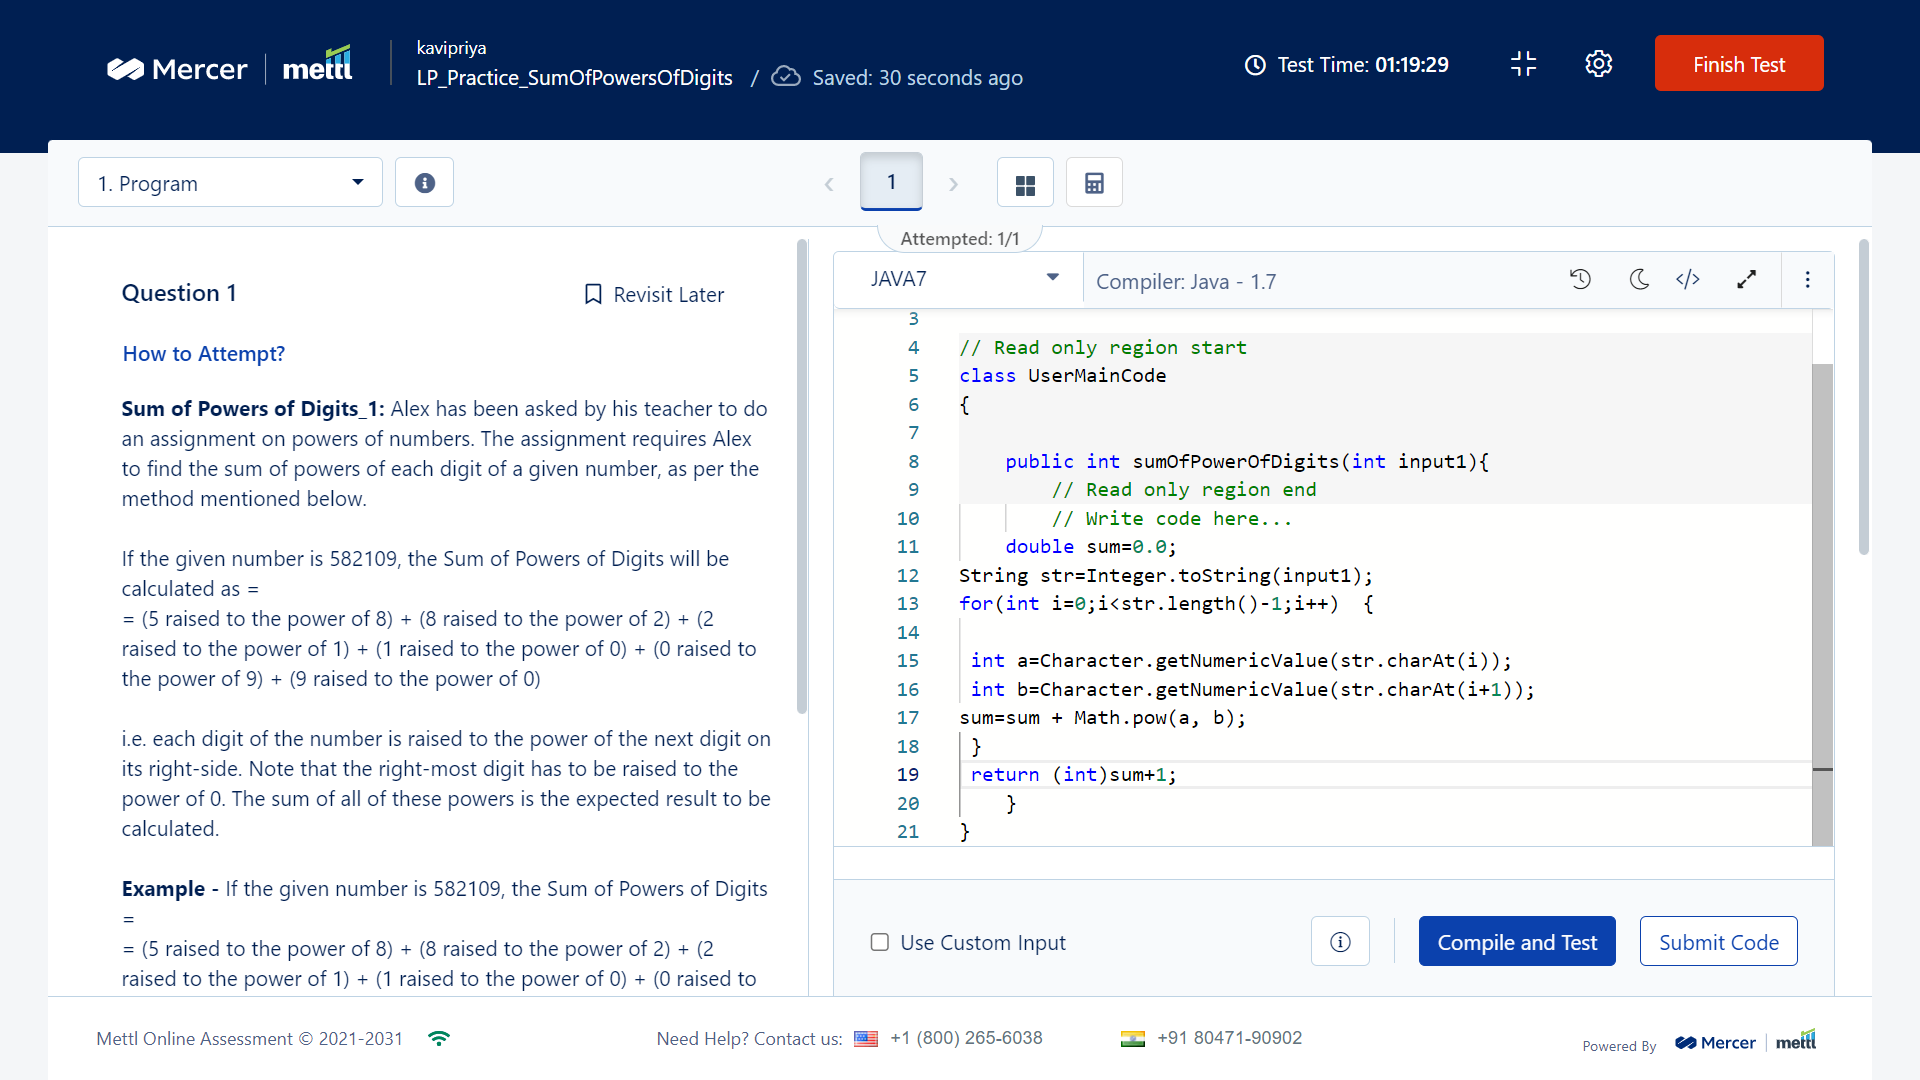 Mercer mettl
kavipriya
LP_Practice_SumOfPowersOfDigits / Saved: 30 seconds ago
Test Time: 01:19:29
Finish Test
1. Program
1
Attempted: 1/1
Question 1
Revisit Later
How to Attempt?
Sum of Powers of Digits_1: Alex has been asked by his teacher to do
an assignment on powers of numbers. The assignment requires Alex
to find the sum of powers of each digit of a given number, as per the
method mentioned below.
If the given number is 582109, the Sum of Powers of Digits will be
calculated as =
= (5 raised to the power of 8) + (8 raised to the power of 2) + (2
raised to the power of 1) + (1 raised to the power of 0) + (0 raised to
the power of 9) + (9 raised to the power of 0)
i.e. each digit of the number is raised to the power of the next digit on
its right-side. Note that the right-most digit has to be raised to the
power of 0. The sum of all of these powers is the expected result to be
calculated.
Example - If the given number is 582109, the Sum of Powers of Digits
=
= (5 raised to the power of 8) + (8 raised to the power of 2) + (2
raised to the power of 1) + (1 raised to the power of 0) + (0 raised to
JAVA7
Compiler: Java - 1.7
3
4 // Read only region start
5 class UserMainCode
6 {
7
8 public int sumOfPowerOfDigits(int input1){
9 // Read only region end
10 // Write code here...
11 double sum=0.0;
12 String str=Integer.toString(input1);
13 for(int i=0;i<str.length()-1;i++)  {
14
15 int a=Character.getNumericValue(str.charAt(i));
16 int b=Character.getNumericValue(str.charAt(i+1));
17 sum=sum + Math.pow(a, b);
18 }
19 return (int)sum+1;
20 }
21 }
Use Custom Input
Compile and Test
Submit Code
Mettl Online Assessment © 2021-2031
Need Help? Contact us: +1 (800) 265-6038
+91 80471-90902
Powered By Mercer mettl